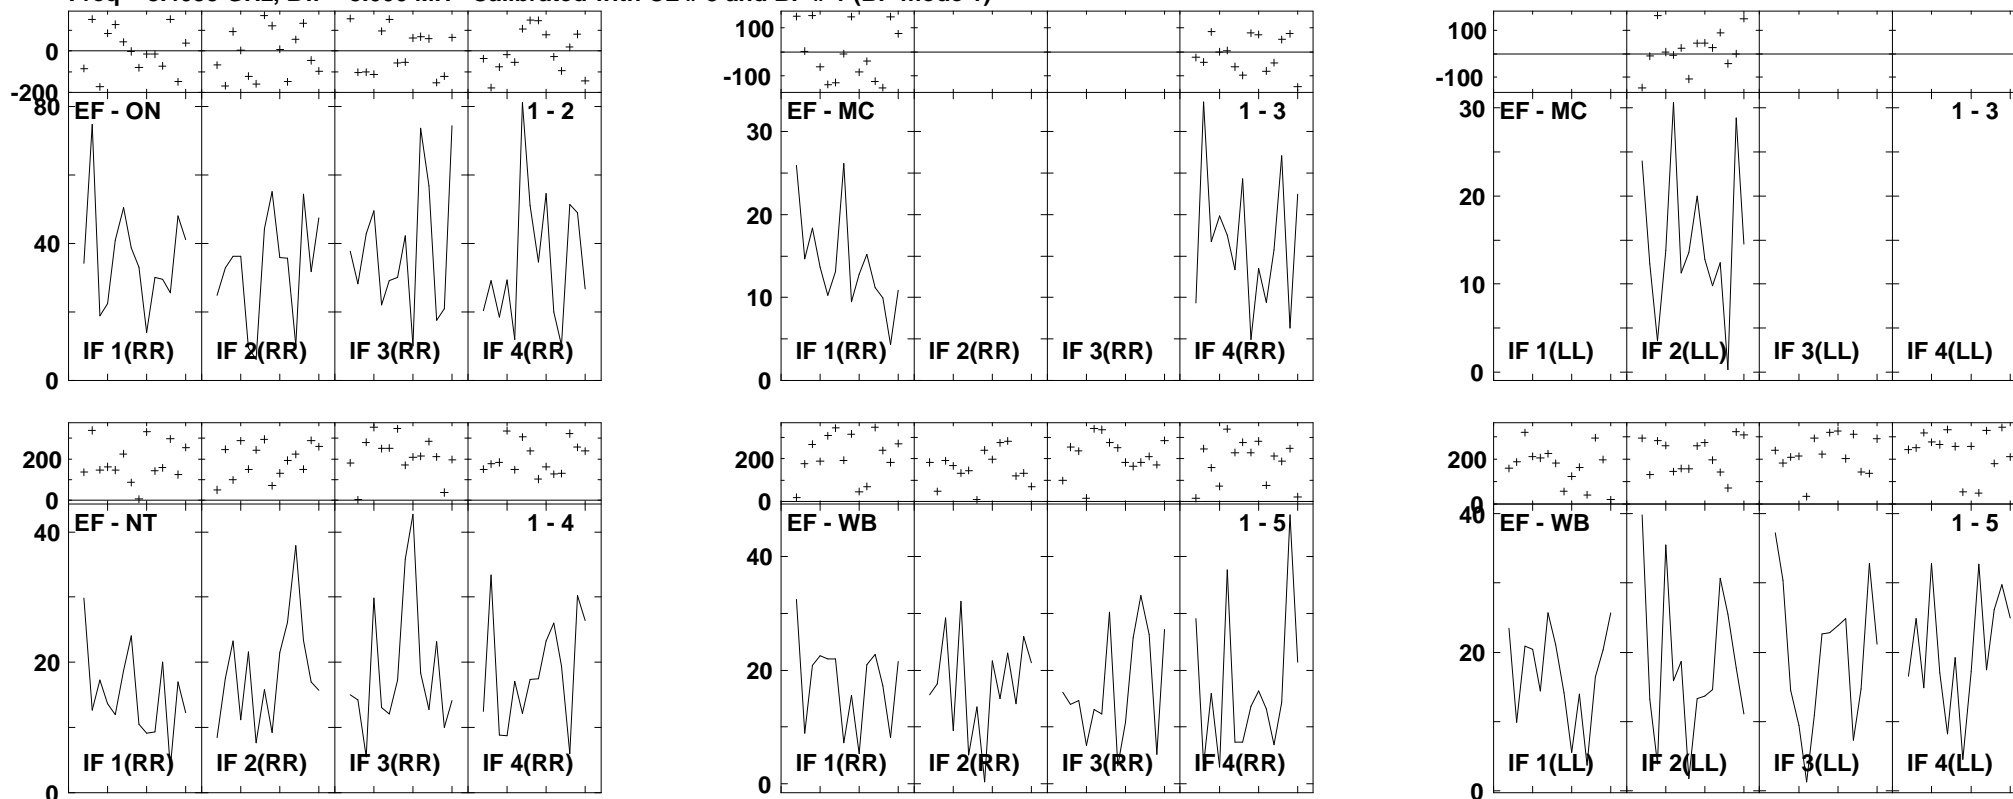 0
-200
80
EF - ON
1 - 2
40
0
IF 1(RR)
IF 2(RR)
IF 3(RR)
IF 4(RR)
100
-100
EF - MC
1 - 3
30
20
10
0
IF 1(RR)
IF 2(RR)
IF 3(RR)
IF 4(RR)
100
-100
30
EF - MC
1 - 3
20
10
0
IF 1(LL)
IF 2(LL)
IF 3(LL)
IF 4(LL)
200
0
EF - NT
1 - 4
40
20
0
IF 1(RR)
IF 2(RR)
IF 3(RR)
IF 4(RR)
200
0
EF - WB
1 - 5
40
20
0
IF 1(RR)
IF 2(RR)
IF 3(RR)
IF 4(RR)
200
0
40
EF - WB
1 - 5
20
0
IF 1(LL)
IF 2(LL)
IF 3(LL)
IF 4(LL)